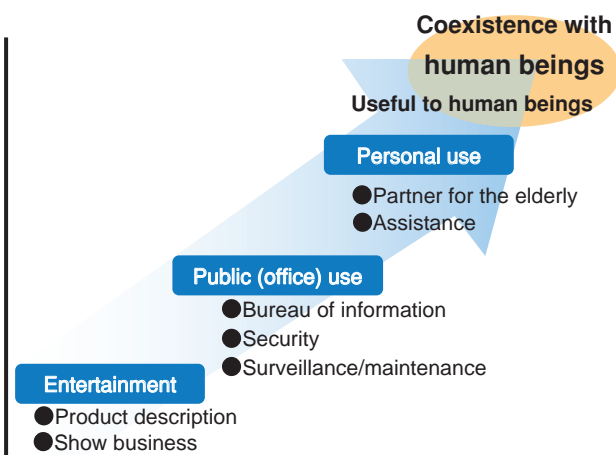 Coexistence with
human beings
Useful to human beings
Personal use
●Partner for the elderly
●Assistance
Public (office) use
●Bureau of information
●Security
●Surveillance/maintenance
Entertainment
●Product description
●Show business